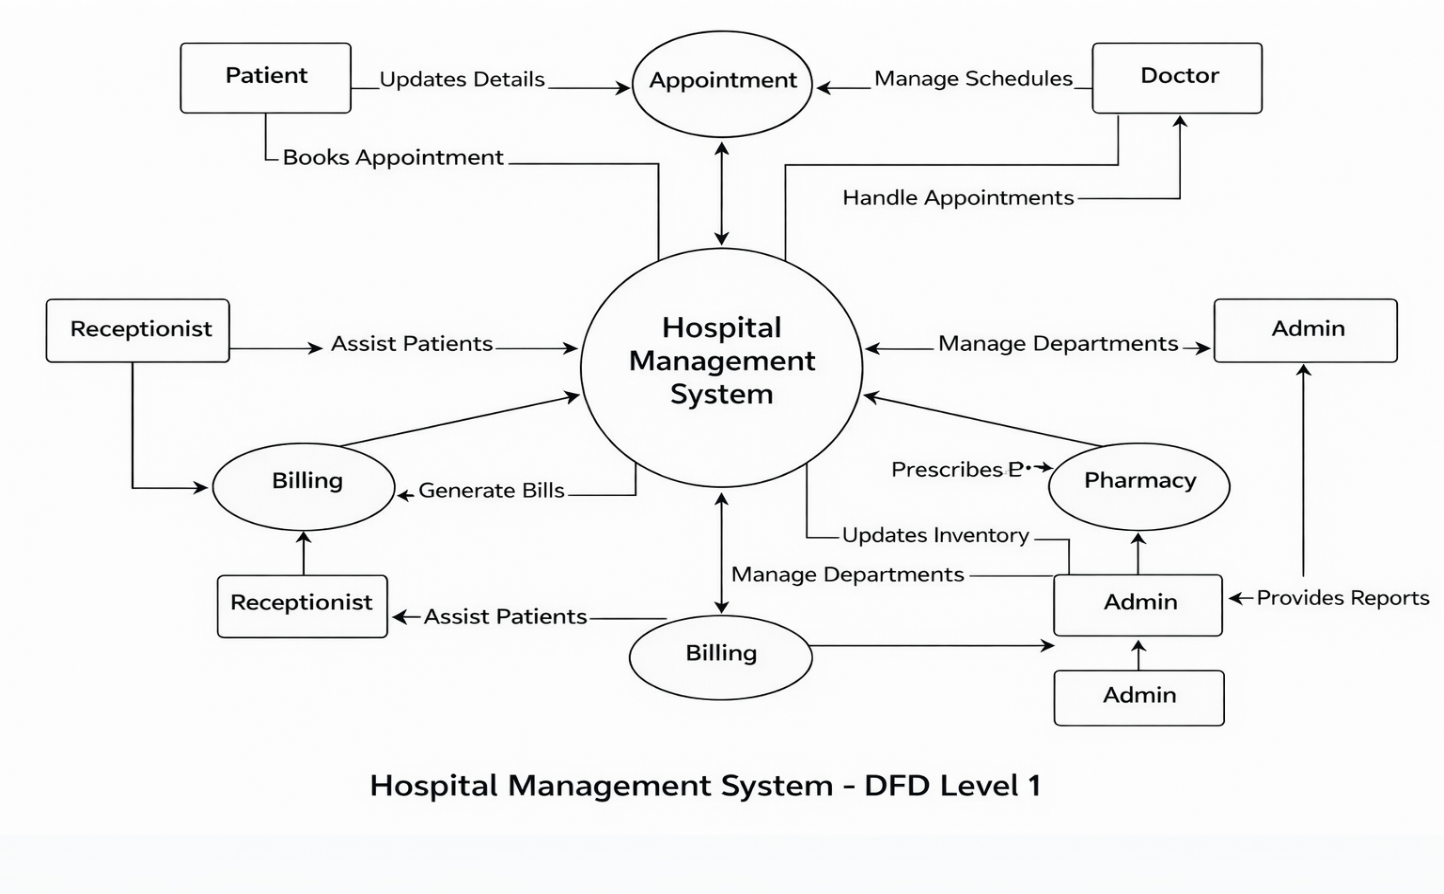 Patient
Updates Details
Appointment
Manage Schedules
Doctor
Books Appointment
Handle Appointments
Receptionist
Assist Patients
Hospital
Management
System
Manage Departments
Admin
Billing
Generate Bills
Prescribes
Pharmacy
Updates Inventory
Manage Departments
Receptionist
Assist Patients
Billing
Admin
Provides Reports
Admin
Hospital Management System - DFD Level 1